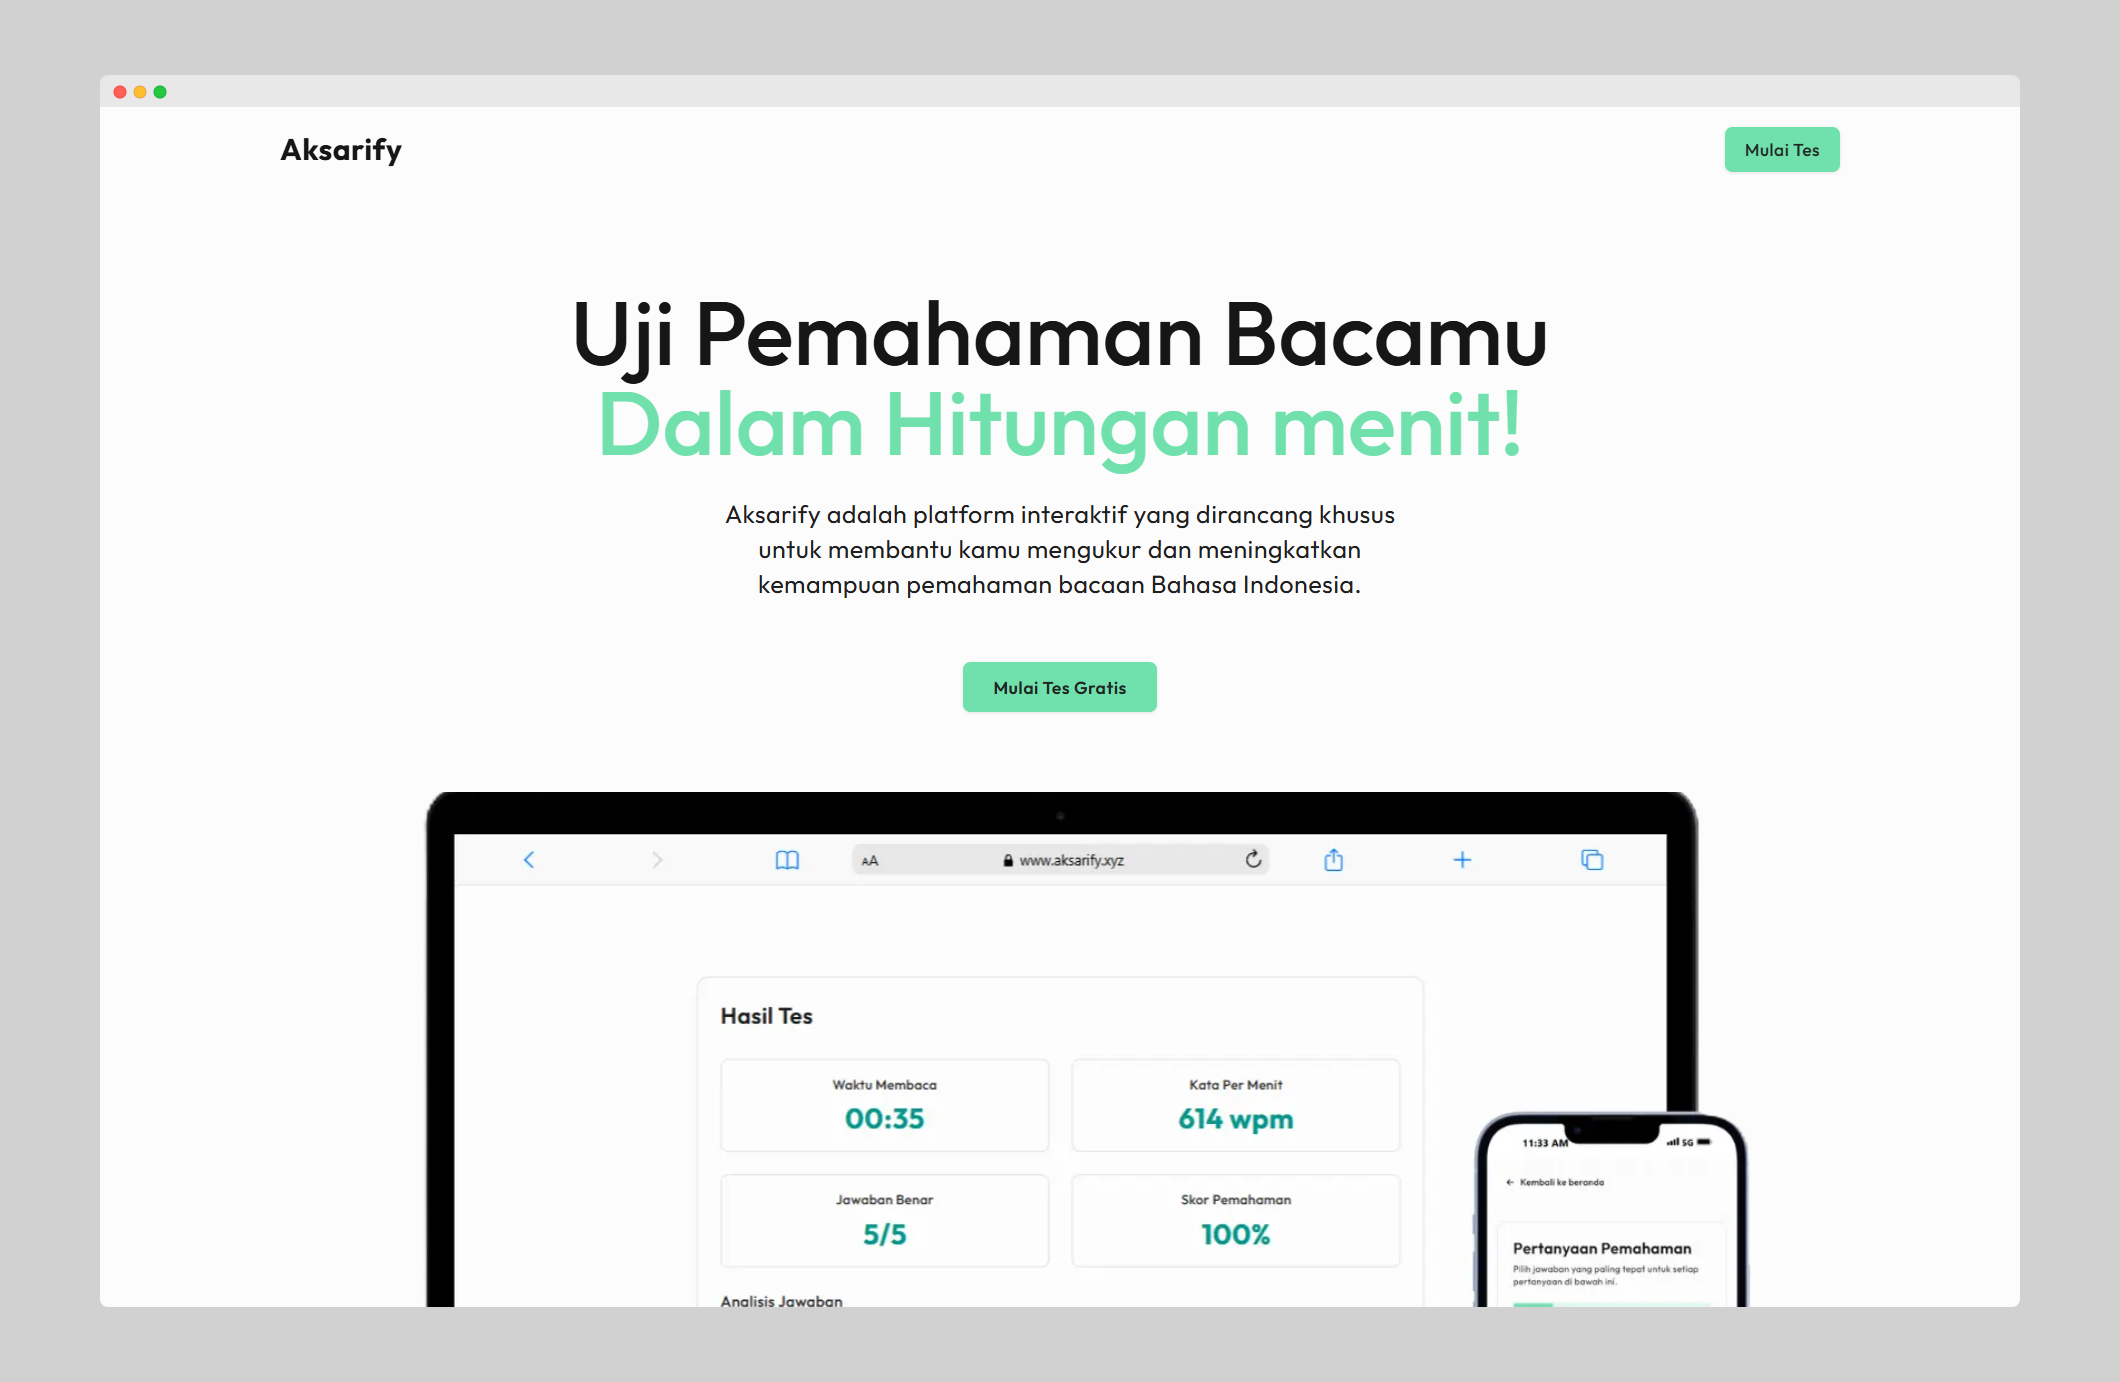 Aksarify
Mulai Tes
Uji Pemahaman Bacamu
Dalam Hitungan menit!
Aksarify adalah platform interaktif yang dirancang khusus
untuk membantu kamu mengukur dan meningkatkan
kemampuan pemahaman bacaan Bahasa Indonesia.
Mulai Tes Gratis
AA
www.aksarify.xyz
Hasil Tes
Waktu Membaca
00:35
Kata Per Menit
614 wpm
Jawaban Benar
5/5
Skor Pemahaman
100%
Analisis Jawaban
11:33 AM
5G
Kembali ke beranda
Pertanyaan Pemahaman
Pilih jawaban yang paling tepat untuk setiap
pertanyaan di bawah ini.